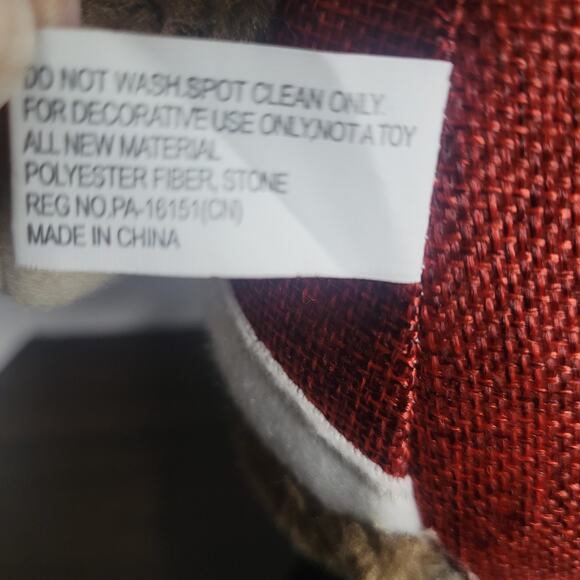 DO NOT WASH.SPOT CLEAN ONLY.
FOR DECORATIVE USE ONLY,NOT A TOY
ALL NEW MATERIAL
POLYESTER FIBER, STONE
REG NO.PA-16151(CN)
MADE IN CHINA